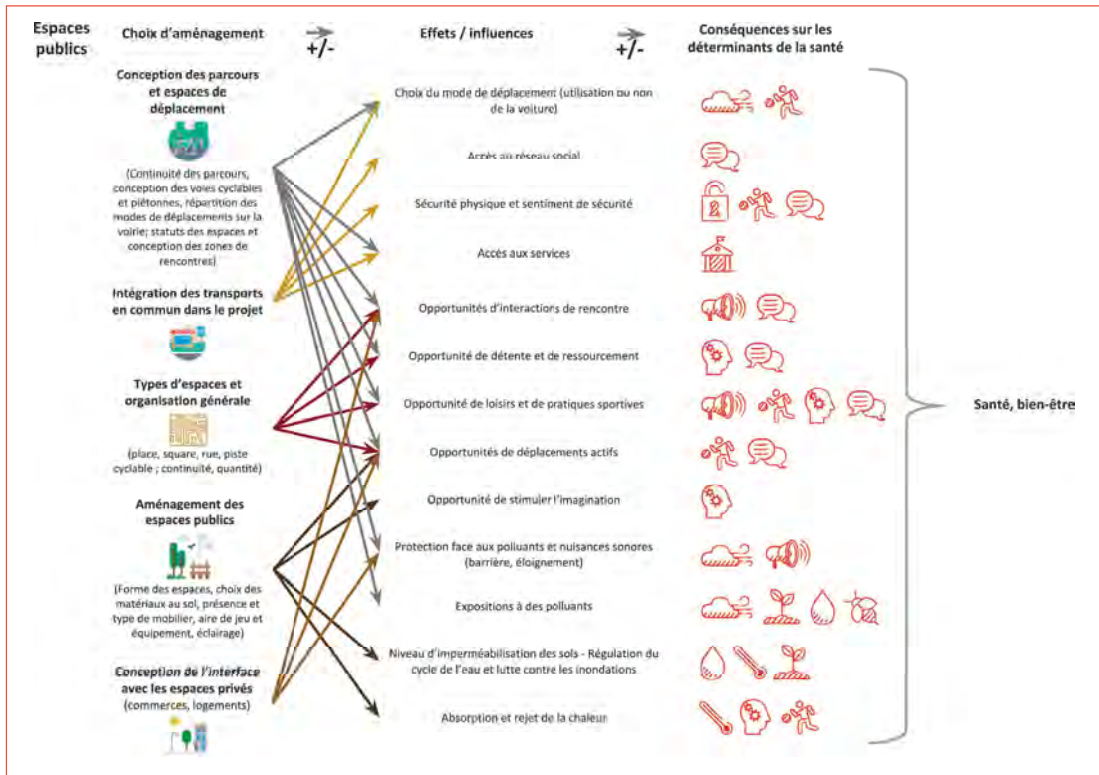 Espaces
publics
Choix d'aménagement
+/-
Effets / influences
+/-
Conséquences sur les
déterminants de la santé
Conception des parcours
et espaces de
déplacement
(Continuité des parcours,
conception des voies cyclables
et piétonnes, répartition des
modes de déplacements sur la
voirie; statuts des espaces et
conception des zones de
rencontres)
Intégration des transports
en commun dans le projet
Types d'espaces et
organisation générale
(place, square, rue, piste
cyclable ; continuité, quantité)
Aménagement des
espaces publics
(Forme des espaces, choix des
matériaux au sol, présence et
type de mobilier, aire de jeu et
équipement, éclairage)
Conception de l'interface
avec les espaces privés
(commerces, logements)
Choix du mode de déplacement (utilisation ou non
de la voiture)
Accès au réseau social
Sécurité physique et sentiment de sécurité
Accès aux services
Opportunités d'interactions de rencontre
Opportunité de détente et de ressourcement
Opportunité de loisirs et de pratiques sportives
Opportunités de déplacements actifs
Opportunité de stimuler l'imagination
Protection face aux polluants et nuisances sonores
(barrière, éloignement)
Expositions à des polluants
Niveau d'imperméabilisation des sols - Régulation du
cycle de l'eau et lutte contre les inondations
Absorption et rejet de la chaleur
Santé, bien-être